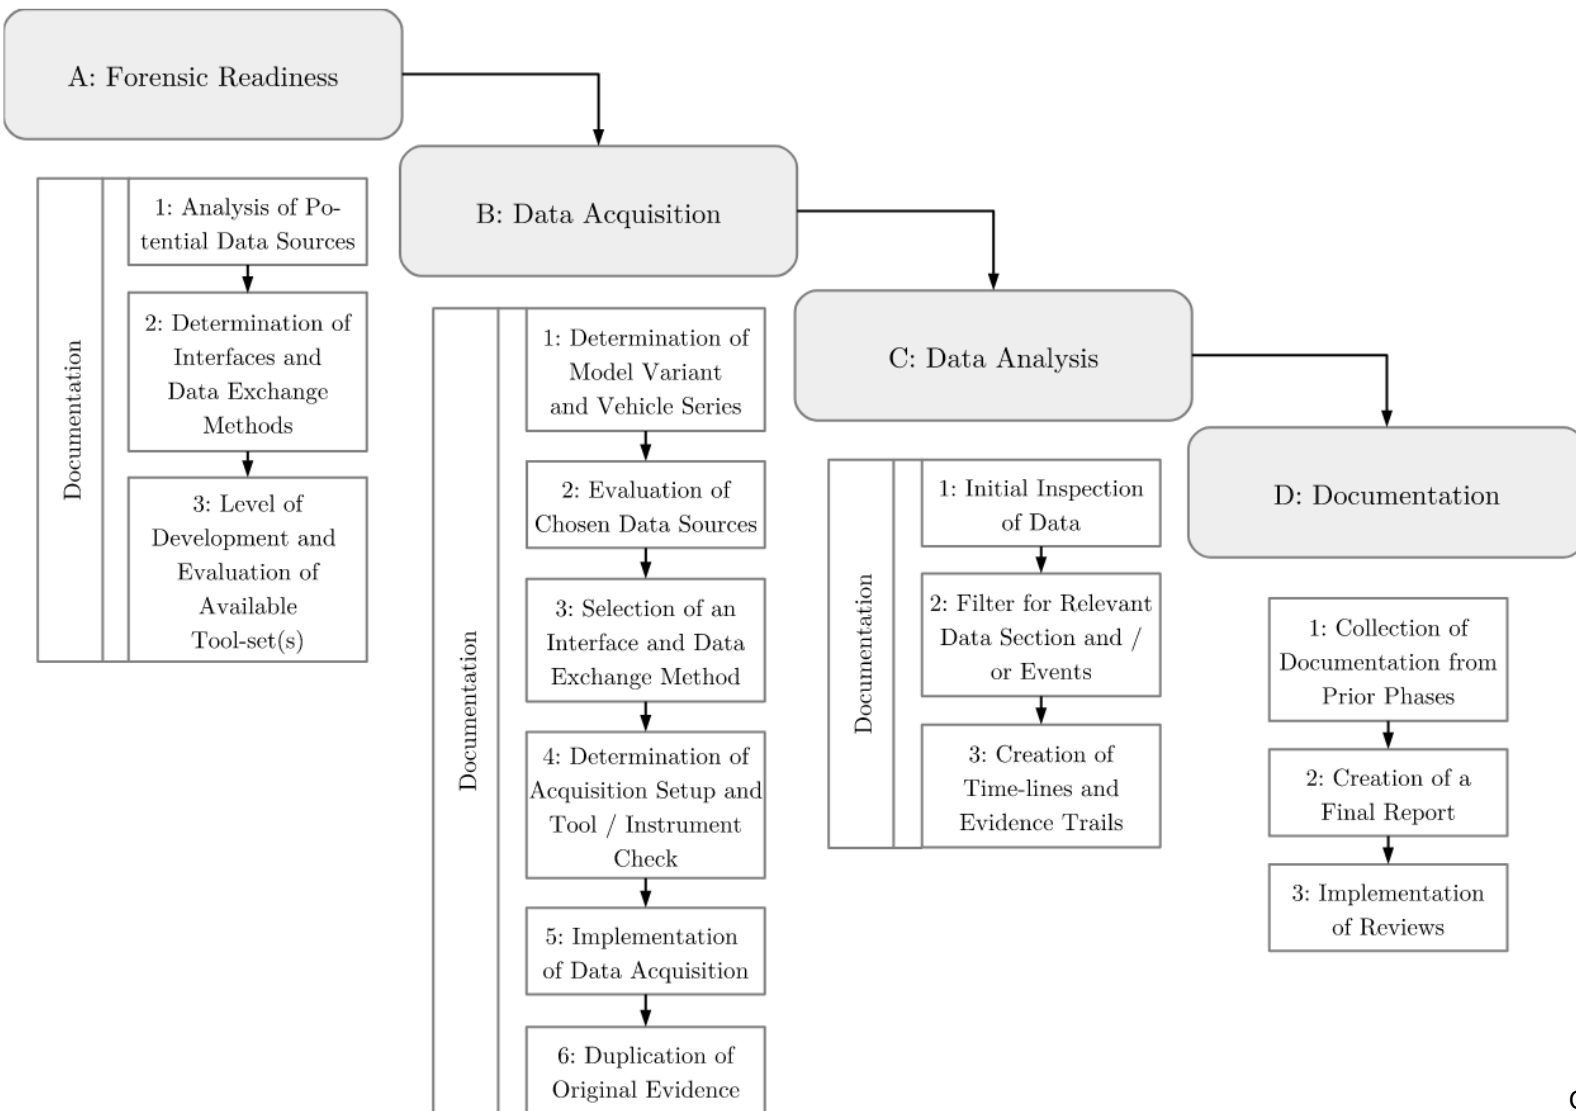 A: Forensic Readiness
Documentation
1: Analysis of Po-
tential Data Sources
2: Determination of
Interfaces and
Data Exchange
Methods
3: Level of
Development and
Evaluation of
Available
Tool-set(s)
B: Data Acquisition
Documentation
1: Determination of
Model Variant
and Vehicle Series
2: Evaluation of
Chosen Data Sources
3: Selection of an
Interface and Data
Exchange Method
4: Determination of
Acquisition Setup and
Tool / Instrument
Check
5: Implementation
of Data Acquisition
6: Duplication of
Original Evidence
C: Data Analysis
Documentation
1: Initial Inspection
of Data
2: Filter for Relevant
Data Section and /
or Events
3: Creation of
Time-lines and
Evidence Trails
D: Documentation
1: Collection of
Documentation from
Prior Phases
2: Creation of a
Final Report
3: Implementation
of Reviews